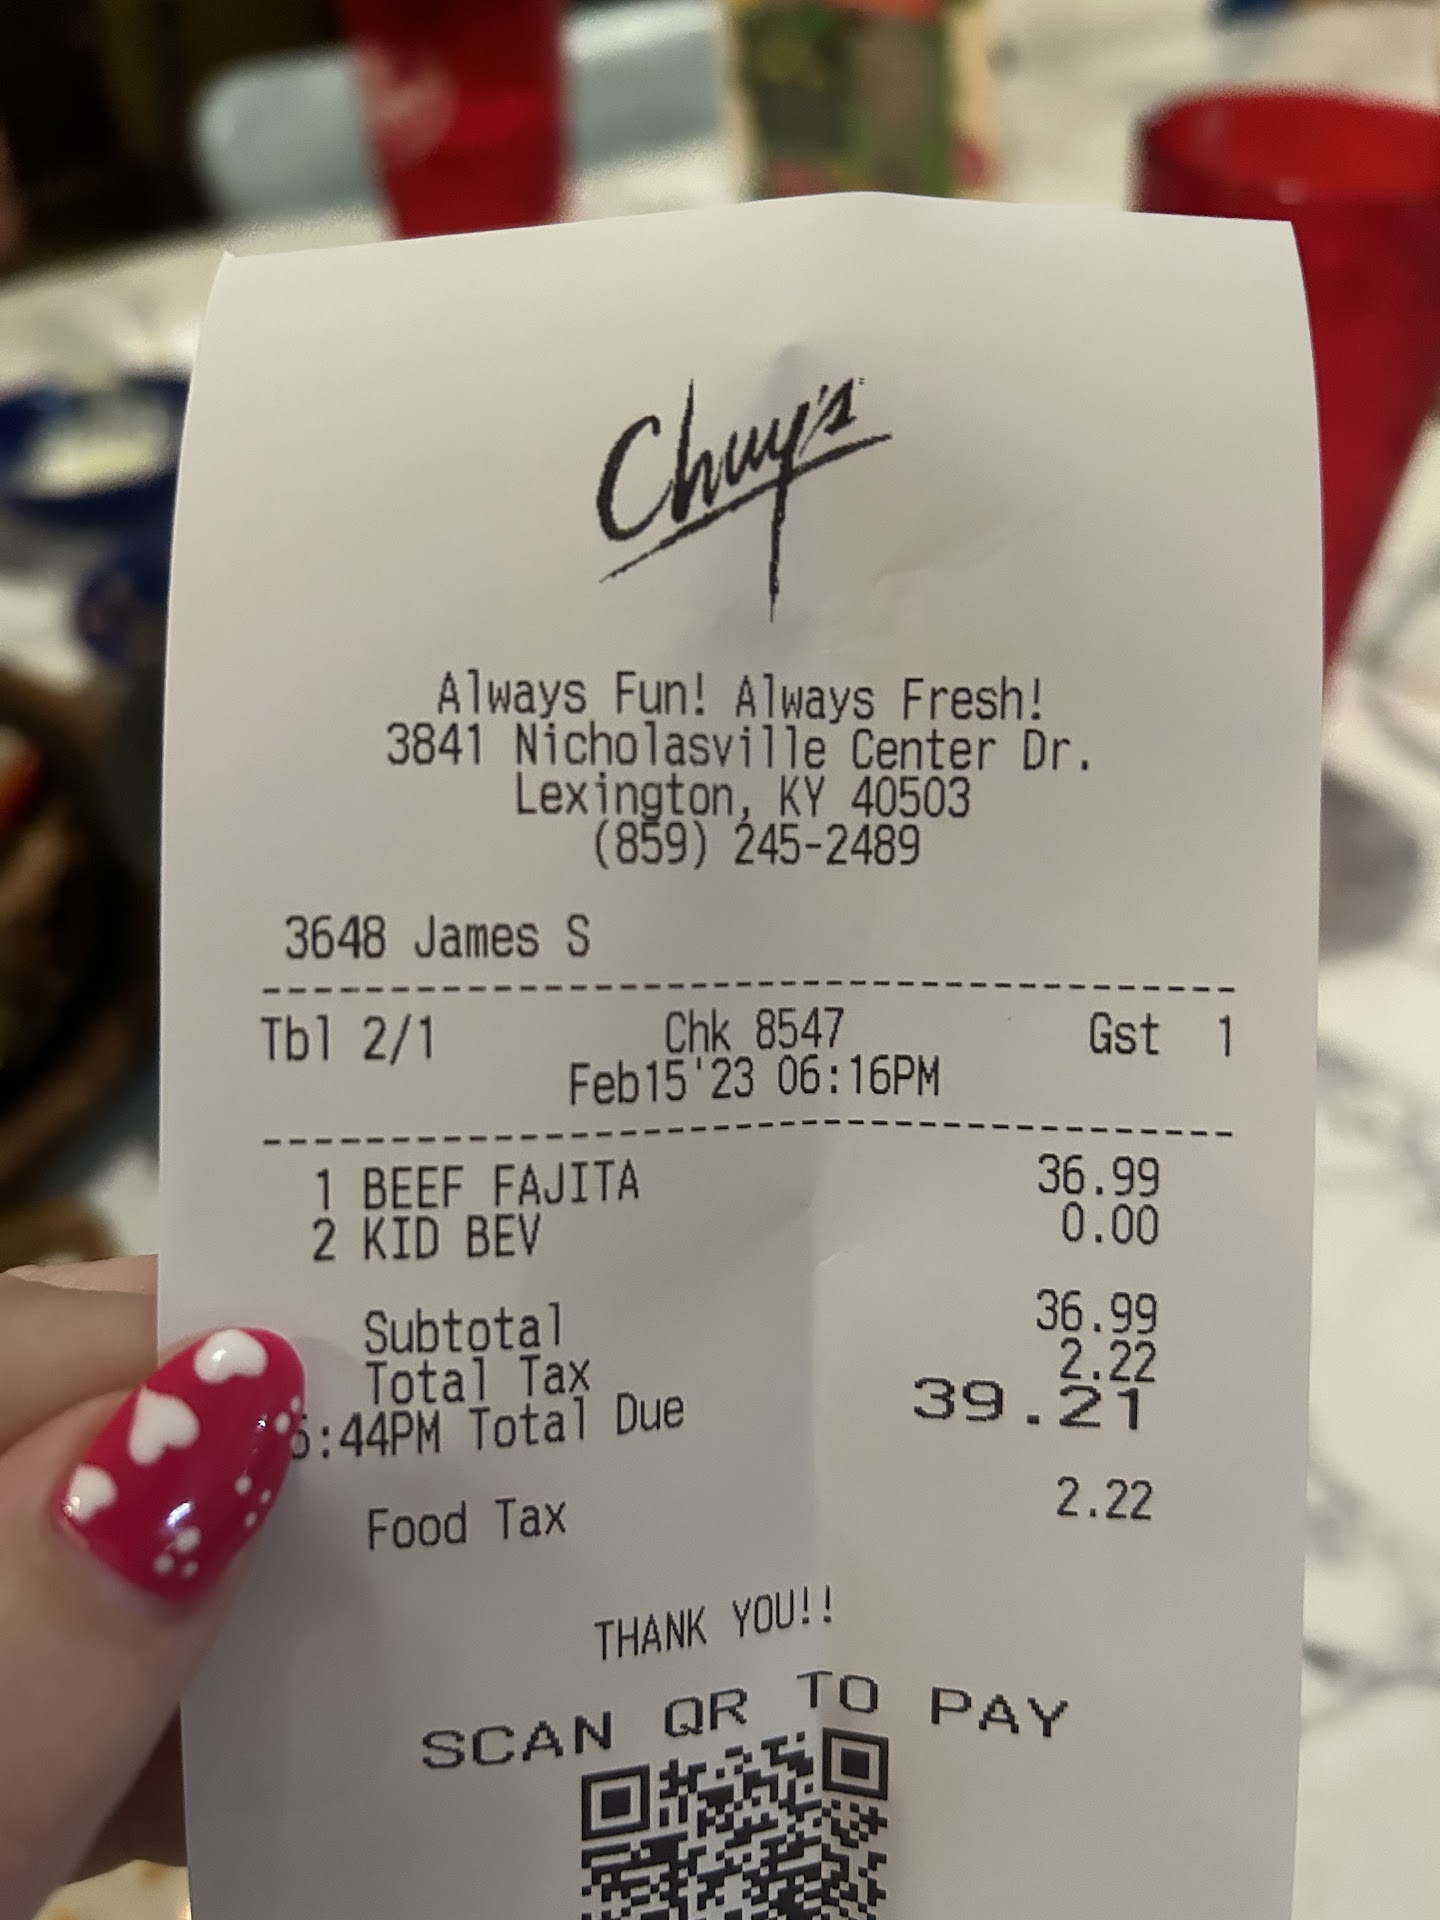 Chuy's
Always Fun! Always Fresh!
3841 Nicholasville Center Dr.
Lexington, KY 40503
(859) 245-2489
3648 James S
Tbl 2/1 Chk 8547 Gst 1
Feb15'23 06:16PM
1 BEEF FAJITA 36.99
2 KID BEV 0.00
Subtotal 36.99
Total Tax 2.22
:44PM Total Due 39.21
Food Tax 2.22
THANK YOU!!
SCAN QR TO PAY